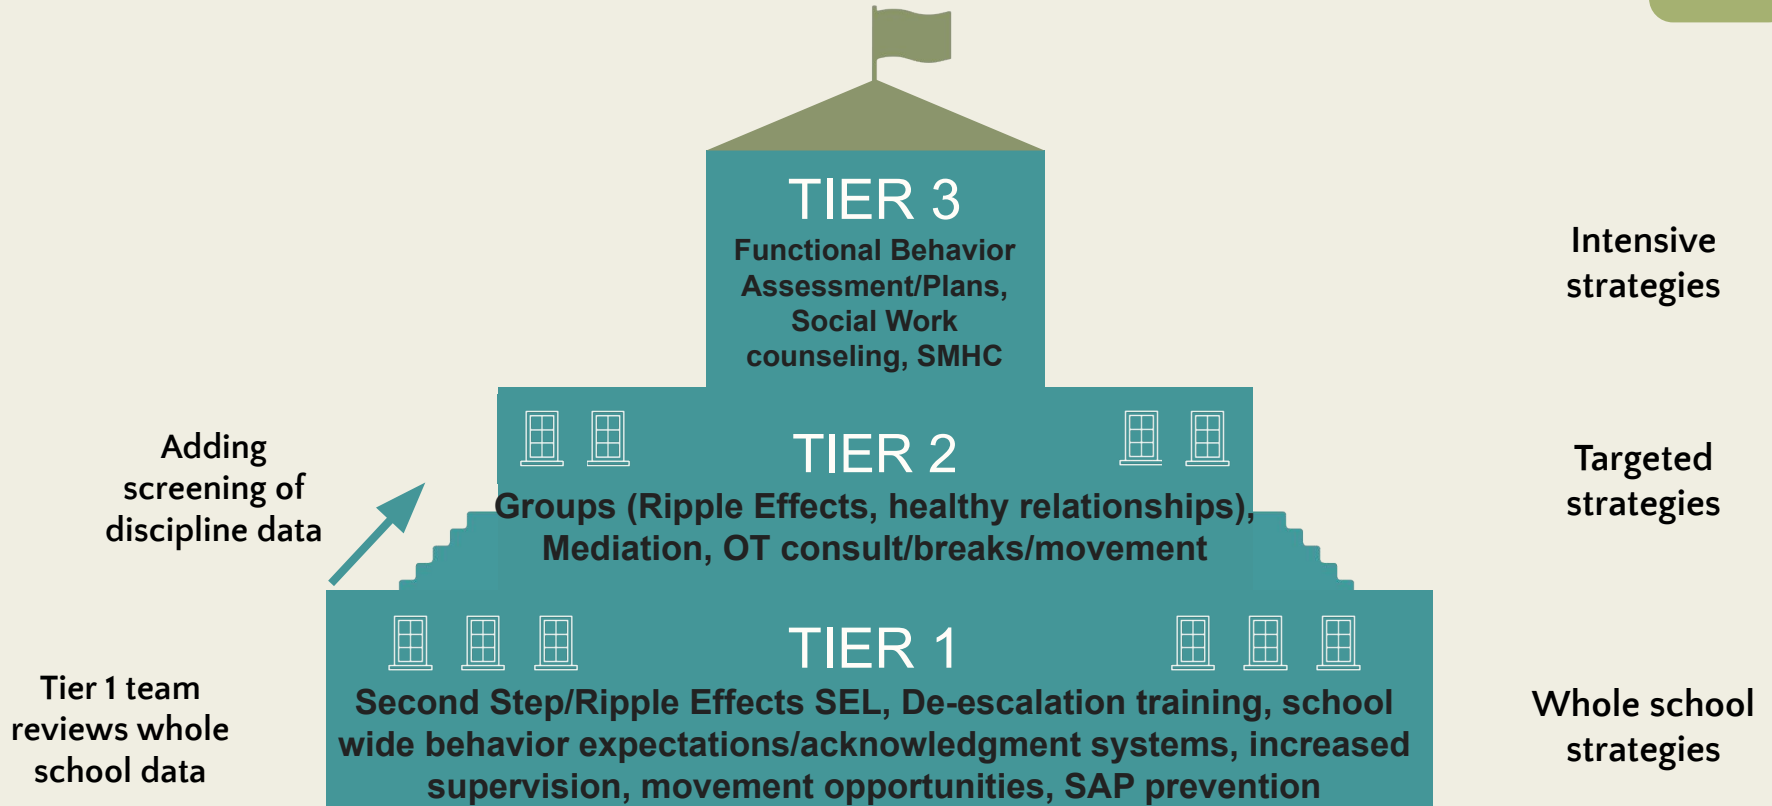 TIER 3
Functional Behavior
Assessment/Plans,
Social Work
counseling, SMHC
Intensive
strategies
Adding
screening of
discipline data
TIER 2
Groups (Ripple Effects, healthy relationships),
Mediation, OT consult/breaks/movement
Targeted
strategies
Tier 1 team
reviews whole
school data
TIER 1
Second Step/Ripple Effects SEL, De-escalation training, school
wide behavior expectations/acknowledgment systems, increased
supervision, movement opportunities, SAP prevention
Whole school
strategies